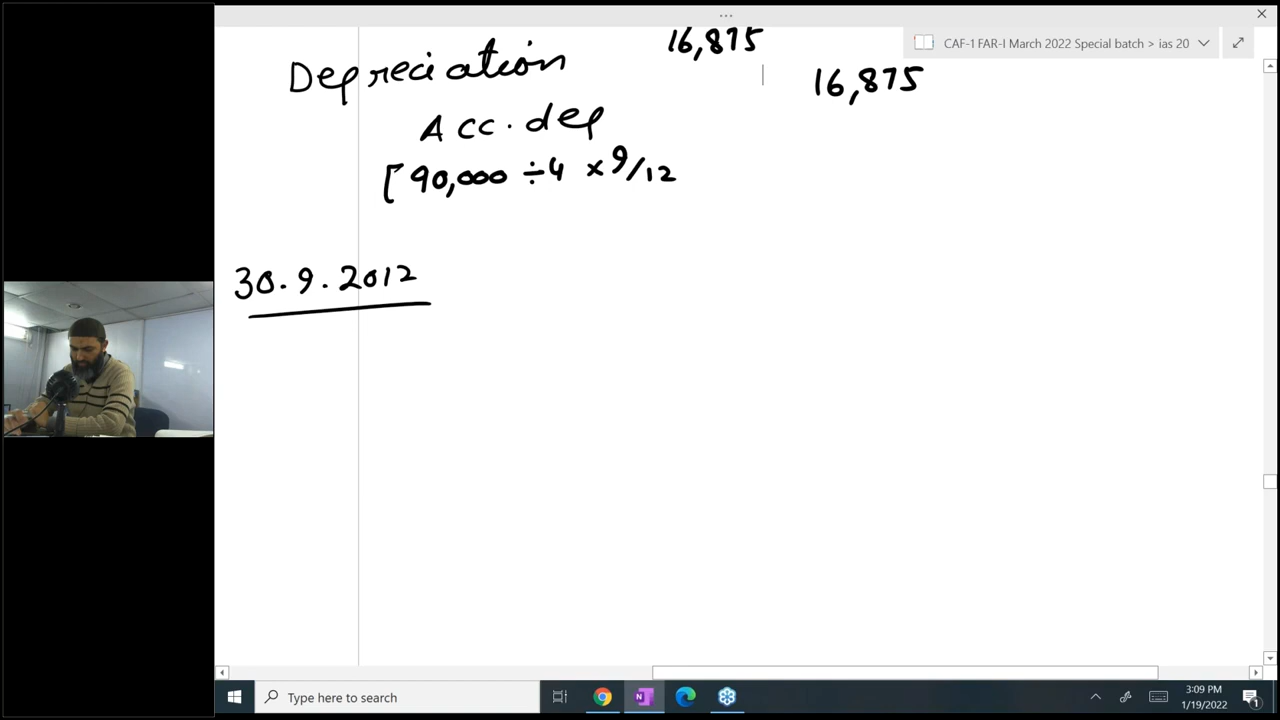 16,875
CAF-1 FAR-I March 2022 Special batch > ias 20
Depreciation
16,875
Acc. dep
[90,000 ÷4 × 9/12
30.9.2012
Type here to search
3:09 PM
1/19/2022
1